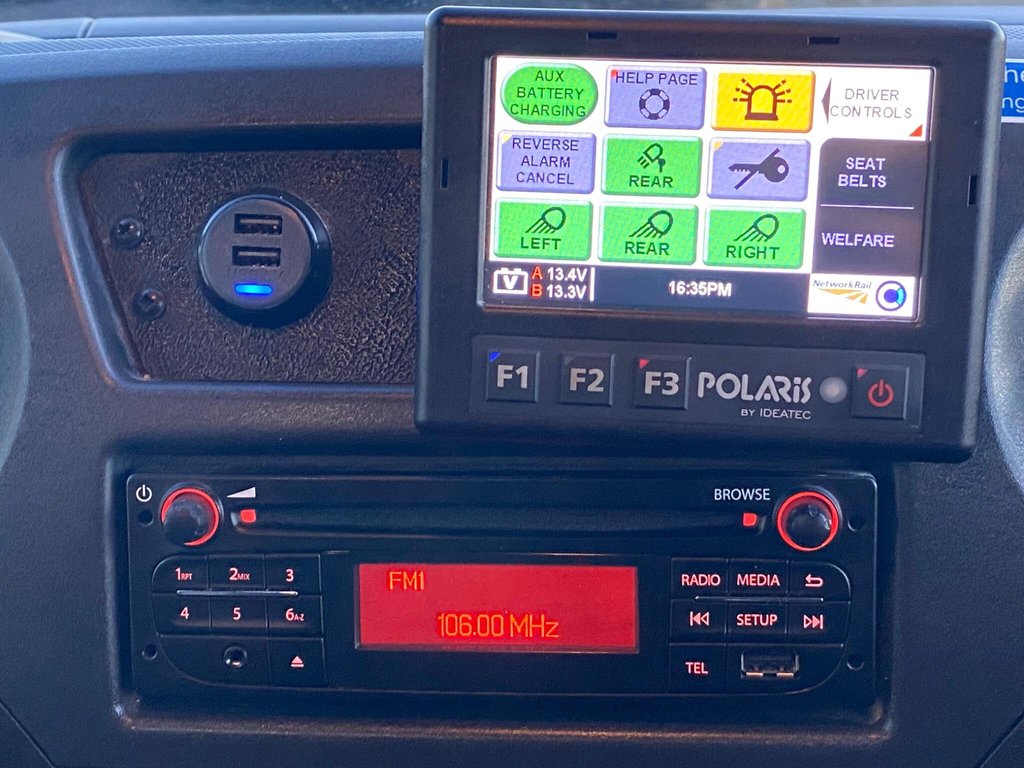 AUX
BATTERY
CHARGING
HELP PAGE
DRIVER
CONTROLS
REVERSE
ALARM
CANCEL
REAR
SEAT
BELTS
LEFT
REAR
RIGHT
WELFARE
V
A 13.4V
B 13.3V
16:35PM
NetworkRail
F1
F2
F3
POLARiS
BY IDEATEC
BROWSE
1RPT
2MIX
3
4
5
6A-Z
FM1
106.00 MHz
RADIO
MEDIA
SETUP
TEL